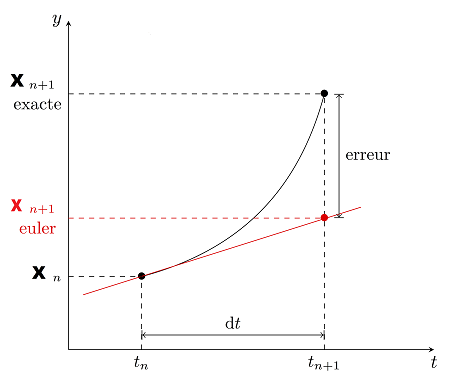 y
X n+1
exacte
erreur
X n+1
euler
X n
dt
tn
tn+1
t